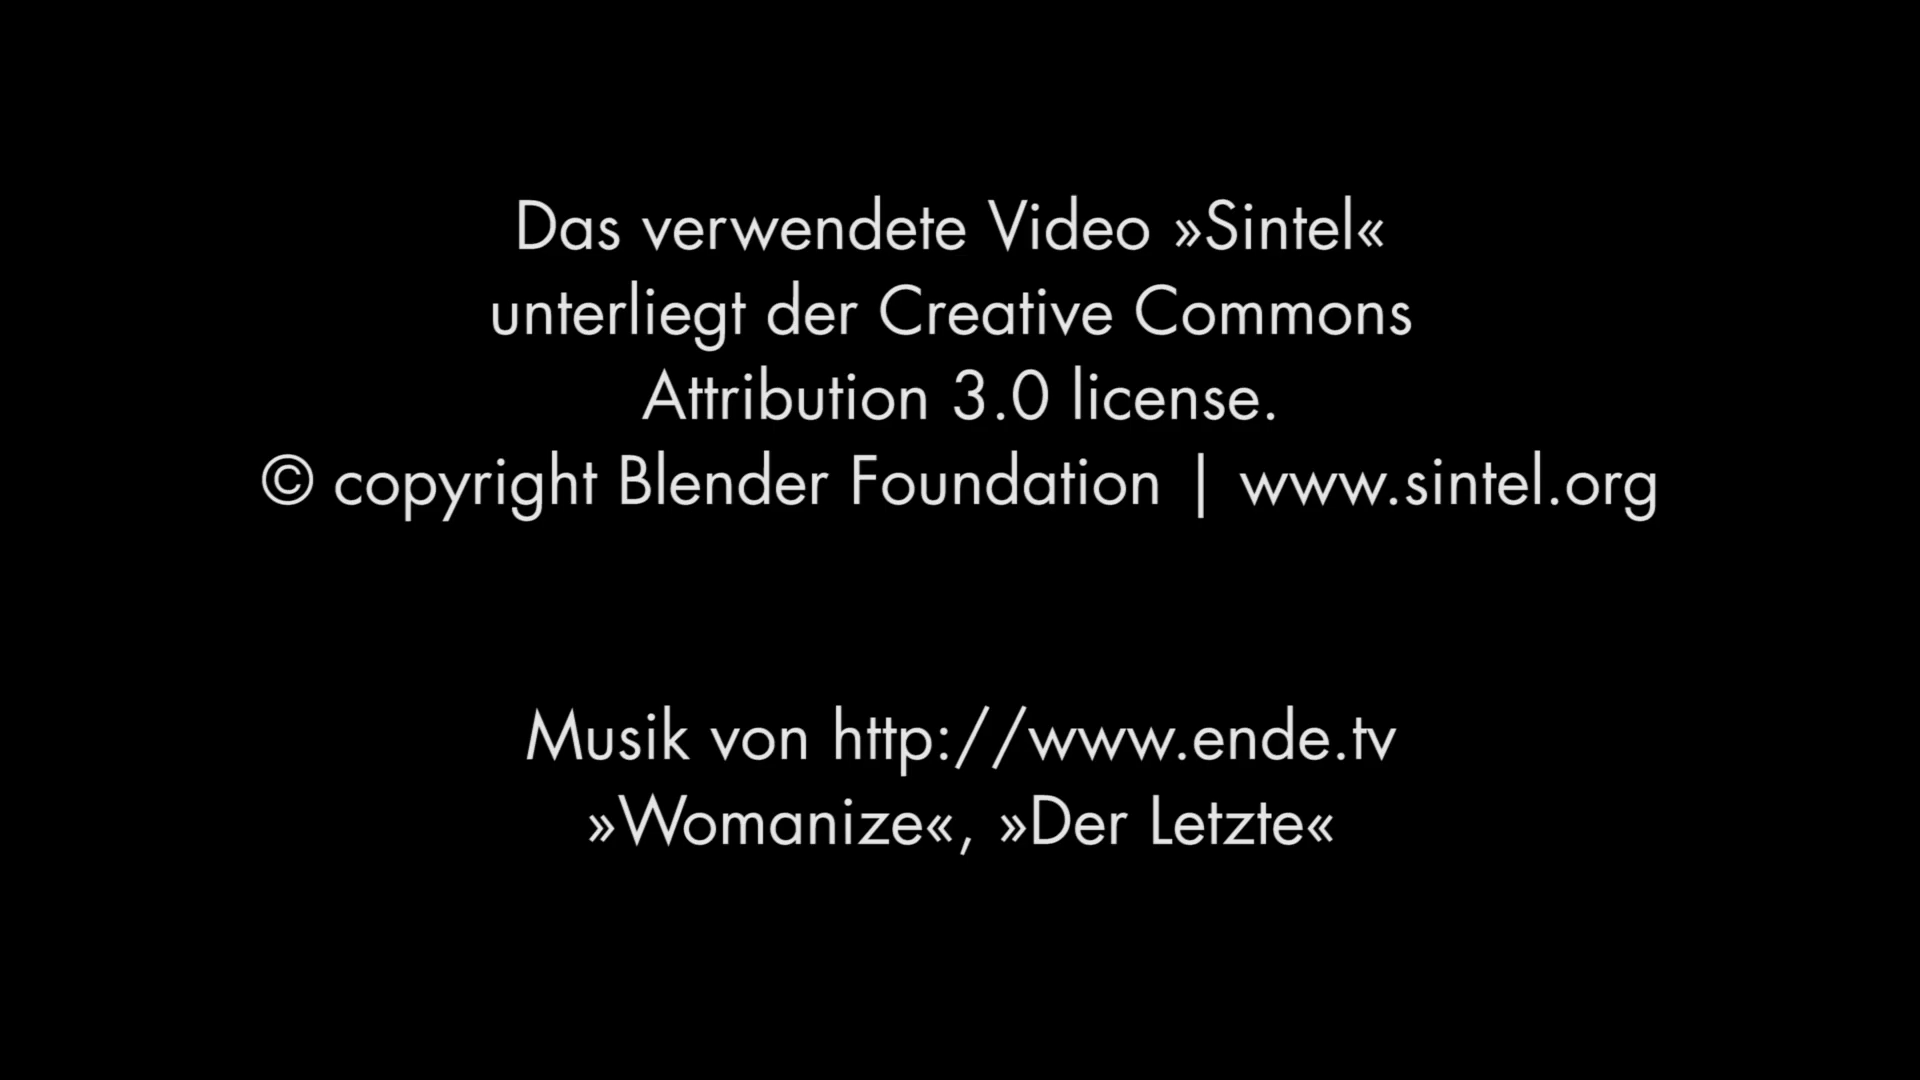 Das verwendete Video »Sintel«
unterliegt der Creative Commons
Attribution 3.0 license.
© copyright Blender Foundation | www.sintel.org
Musik von http://www.ende.tv
»Womanize«, »Der Letzte«